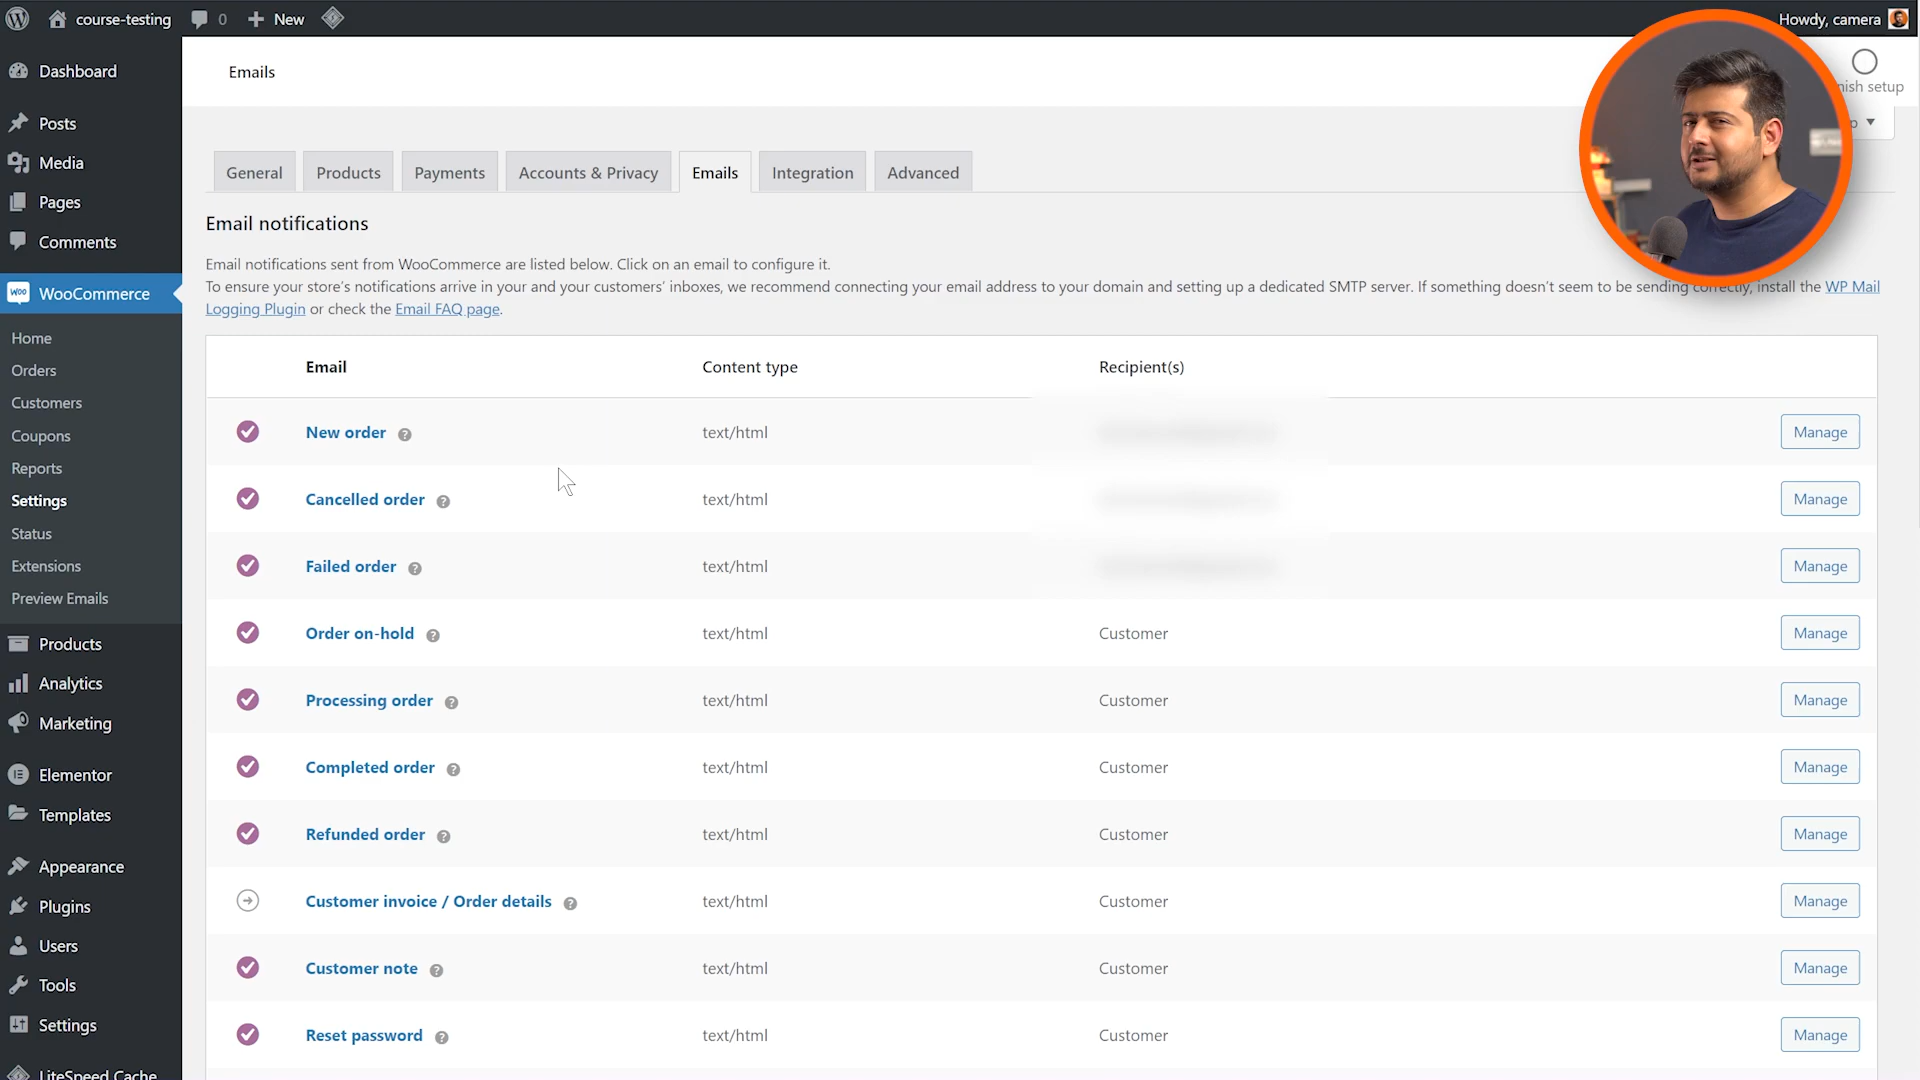 course-testing
0
New
Howdy, camera
Dashboard
Posts
Media
Pages
Comments
WooCommerce
Home
Orders
Customers
Coupons
Reports
Settings
Status
Extensions
Preview Emails
Products
Analytics
Marketing
Elementor
Templates
Appearance
Plugins
Users
Tools
Settings
LiteSpeed Cache
Emails
nish setup
General
Products
Payments
Accounts & Privacy
Emails
Integration
Advanced
Email notifications
Email notifications sent from WooCommerce are listed below. Click on an email to configure it.
To ensure your store's notifications arrive in your and your customers' inboxes, we recommend connecting your email address to your domain and setting up a dedicated SMTP server. If something doesn't seem to be sending correctly, install the WP Mail
Logging Plugin or check the Email FAQ page.
Email Content type Recipient(s)
New order text/html Manage
Cancelled order text/html Manage
Failed order text/html Manage
Order on-hold text/html Customer Manage
Processing order text/html Customer Manage
Completed order text/html Customer Manage
Refunded order text/html Customer Manage
Customer invoice / Order details text/html Customer Manage
Customer note text/html Customer Manage
Reset password text/html Customer Manage